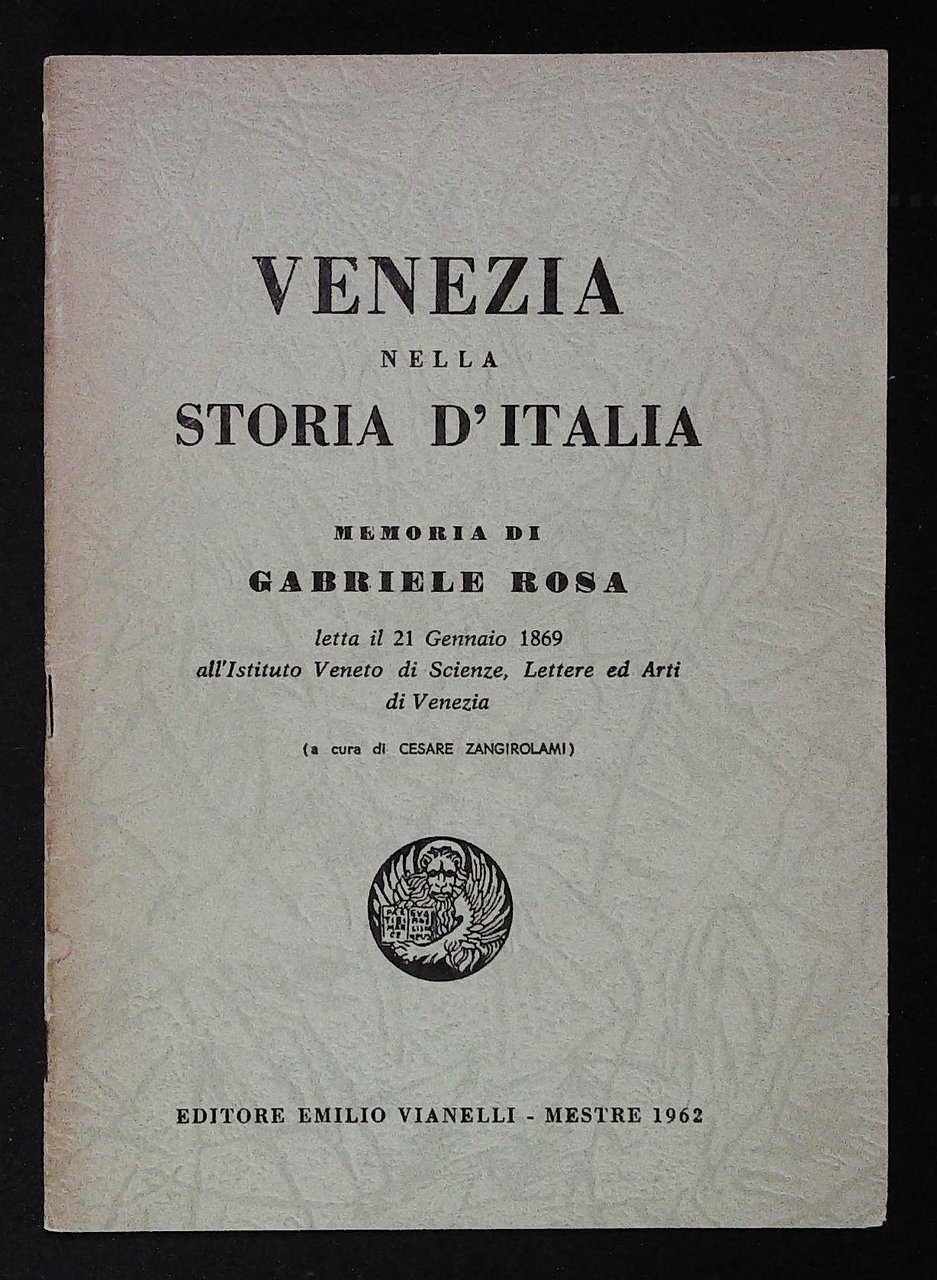 VENEZIA
NELLA
STORIA D'ITALIA
MEMORIA DI
GABRIELE ROSA
letta il 21 Gennaio 1869
all'Istituto Veneto di Scienze, Lettere ed Arti
di Venezia
(a cura di CESARE ZANGIROLAMI)
EDITORE EMILIO VIANELLI - MESTRE 1962